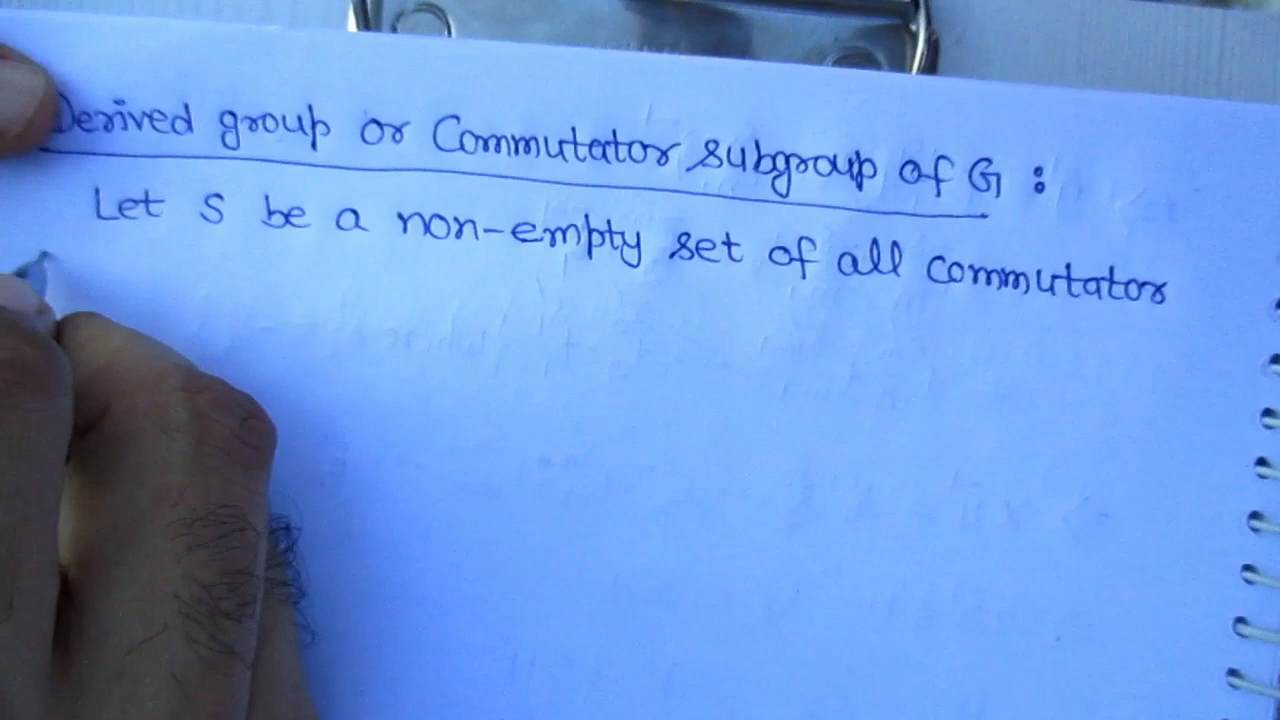 Derived group or Commutator subgroup of G :
Let S be a non-empty set of all commutator